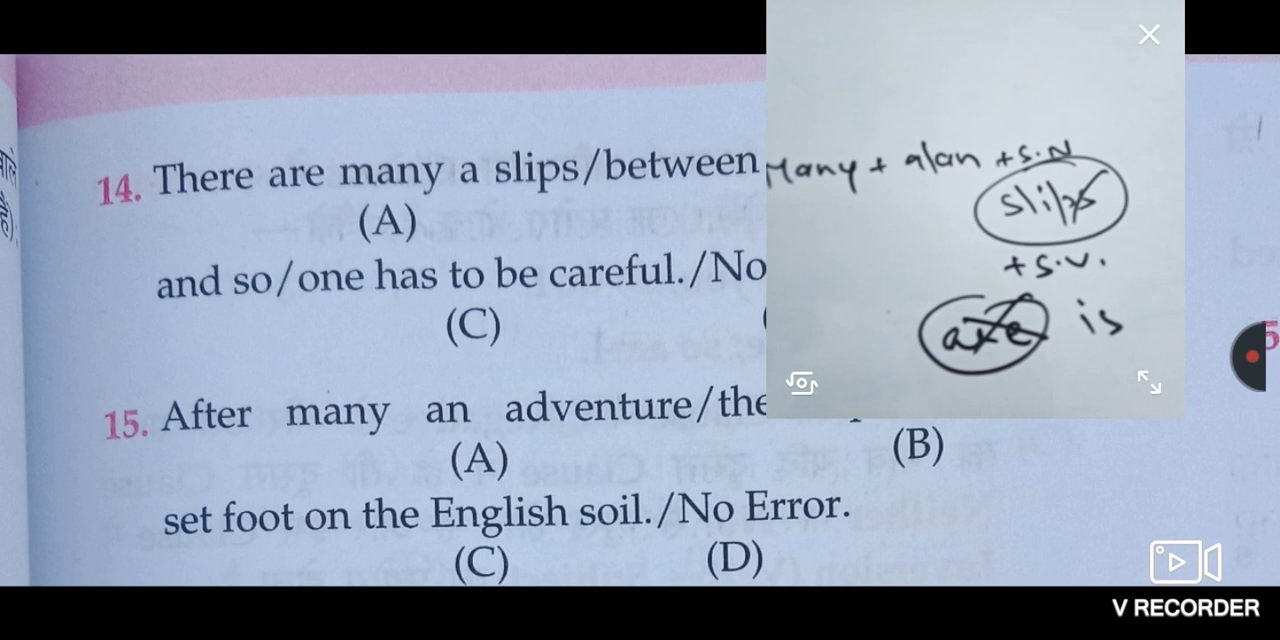 14. There are many a slips/between
(A)
and so/one has to be careful./No
(C)
15. After many an adventure/the
(A)
(B)
set foot on the English soil./No Error.
(C)
(D)
Many + a/an + S.N
slips
+ S.V.
are is
5
V RECORDER